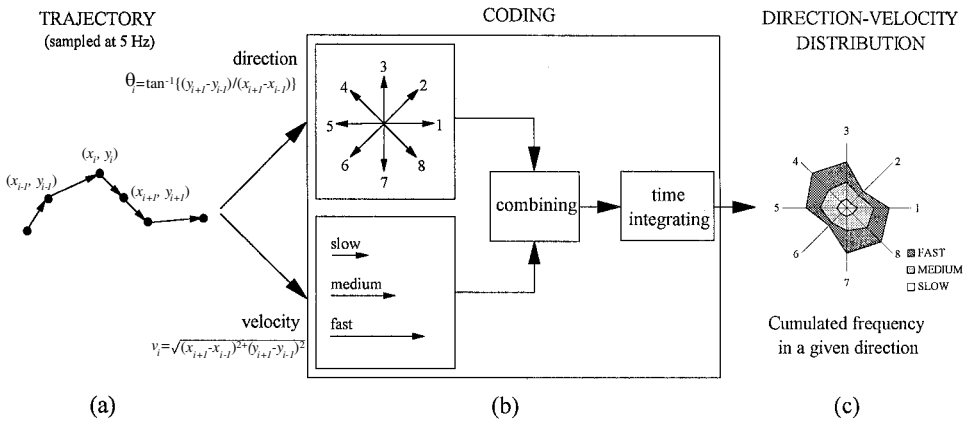 TRAJECTORY
(sampled at 5 Hz)
CODING
DIRECTION-VELOCITY
DISTRIBUTION
direction
θᵢ=tan⁻¹{(yᵢ₊₁-yᵢ₋₁)/(xᵢ₊₁-xᵢ₋₁)}
3
4
2
5
1
6
8
7
(xᵢ, yᵢ)
(xᵢ₋₁, yᵢ₋₁)
(xᵢ₊₁, yᵢ₊₁)
combining
time
integrating
slow
medium
fast
velocity
vᵢ=√(xᵢ₊₁-xᵢ₋₁)²⁺(yᵢ₊₁-yᵢ₋₁)²
3
4
2
5
1
6
8
7
FAST
MEDIUM
SLOW
Cumulated frequency
in a given direction
(a)
(b)
(c)